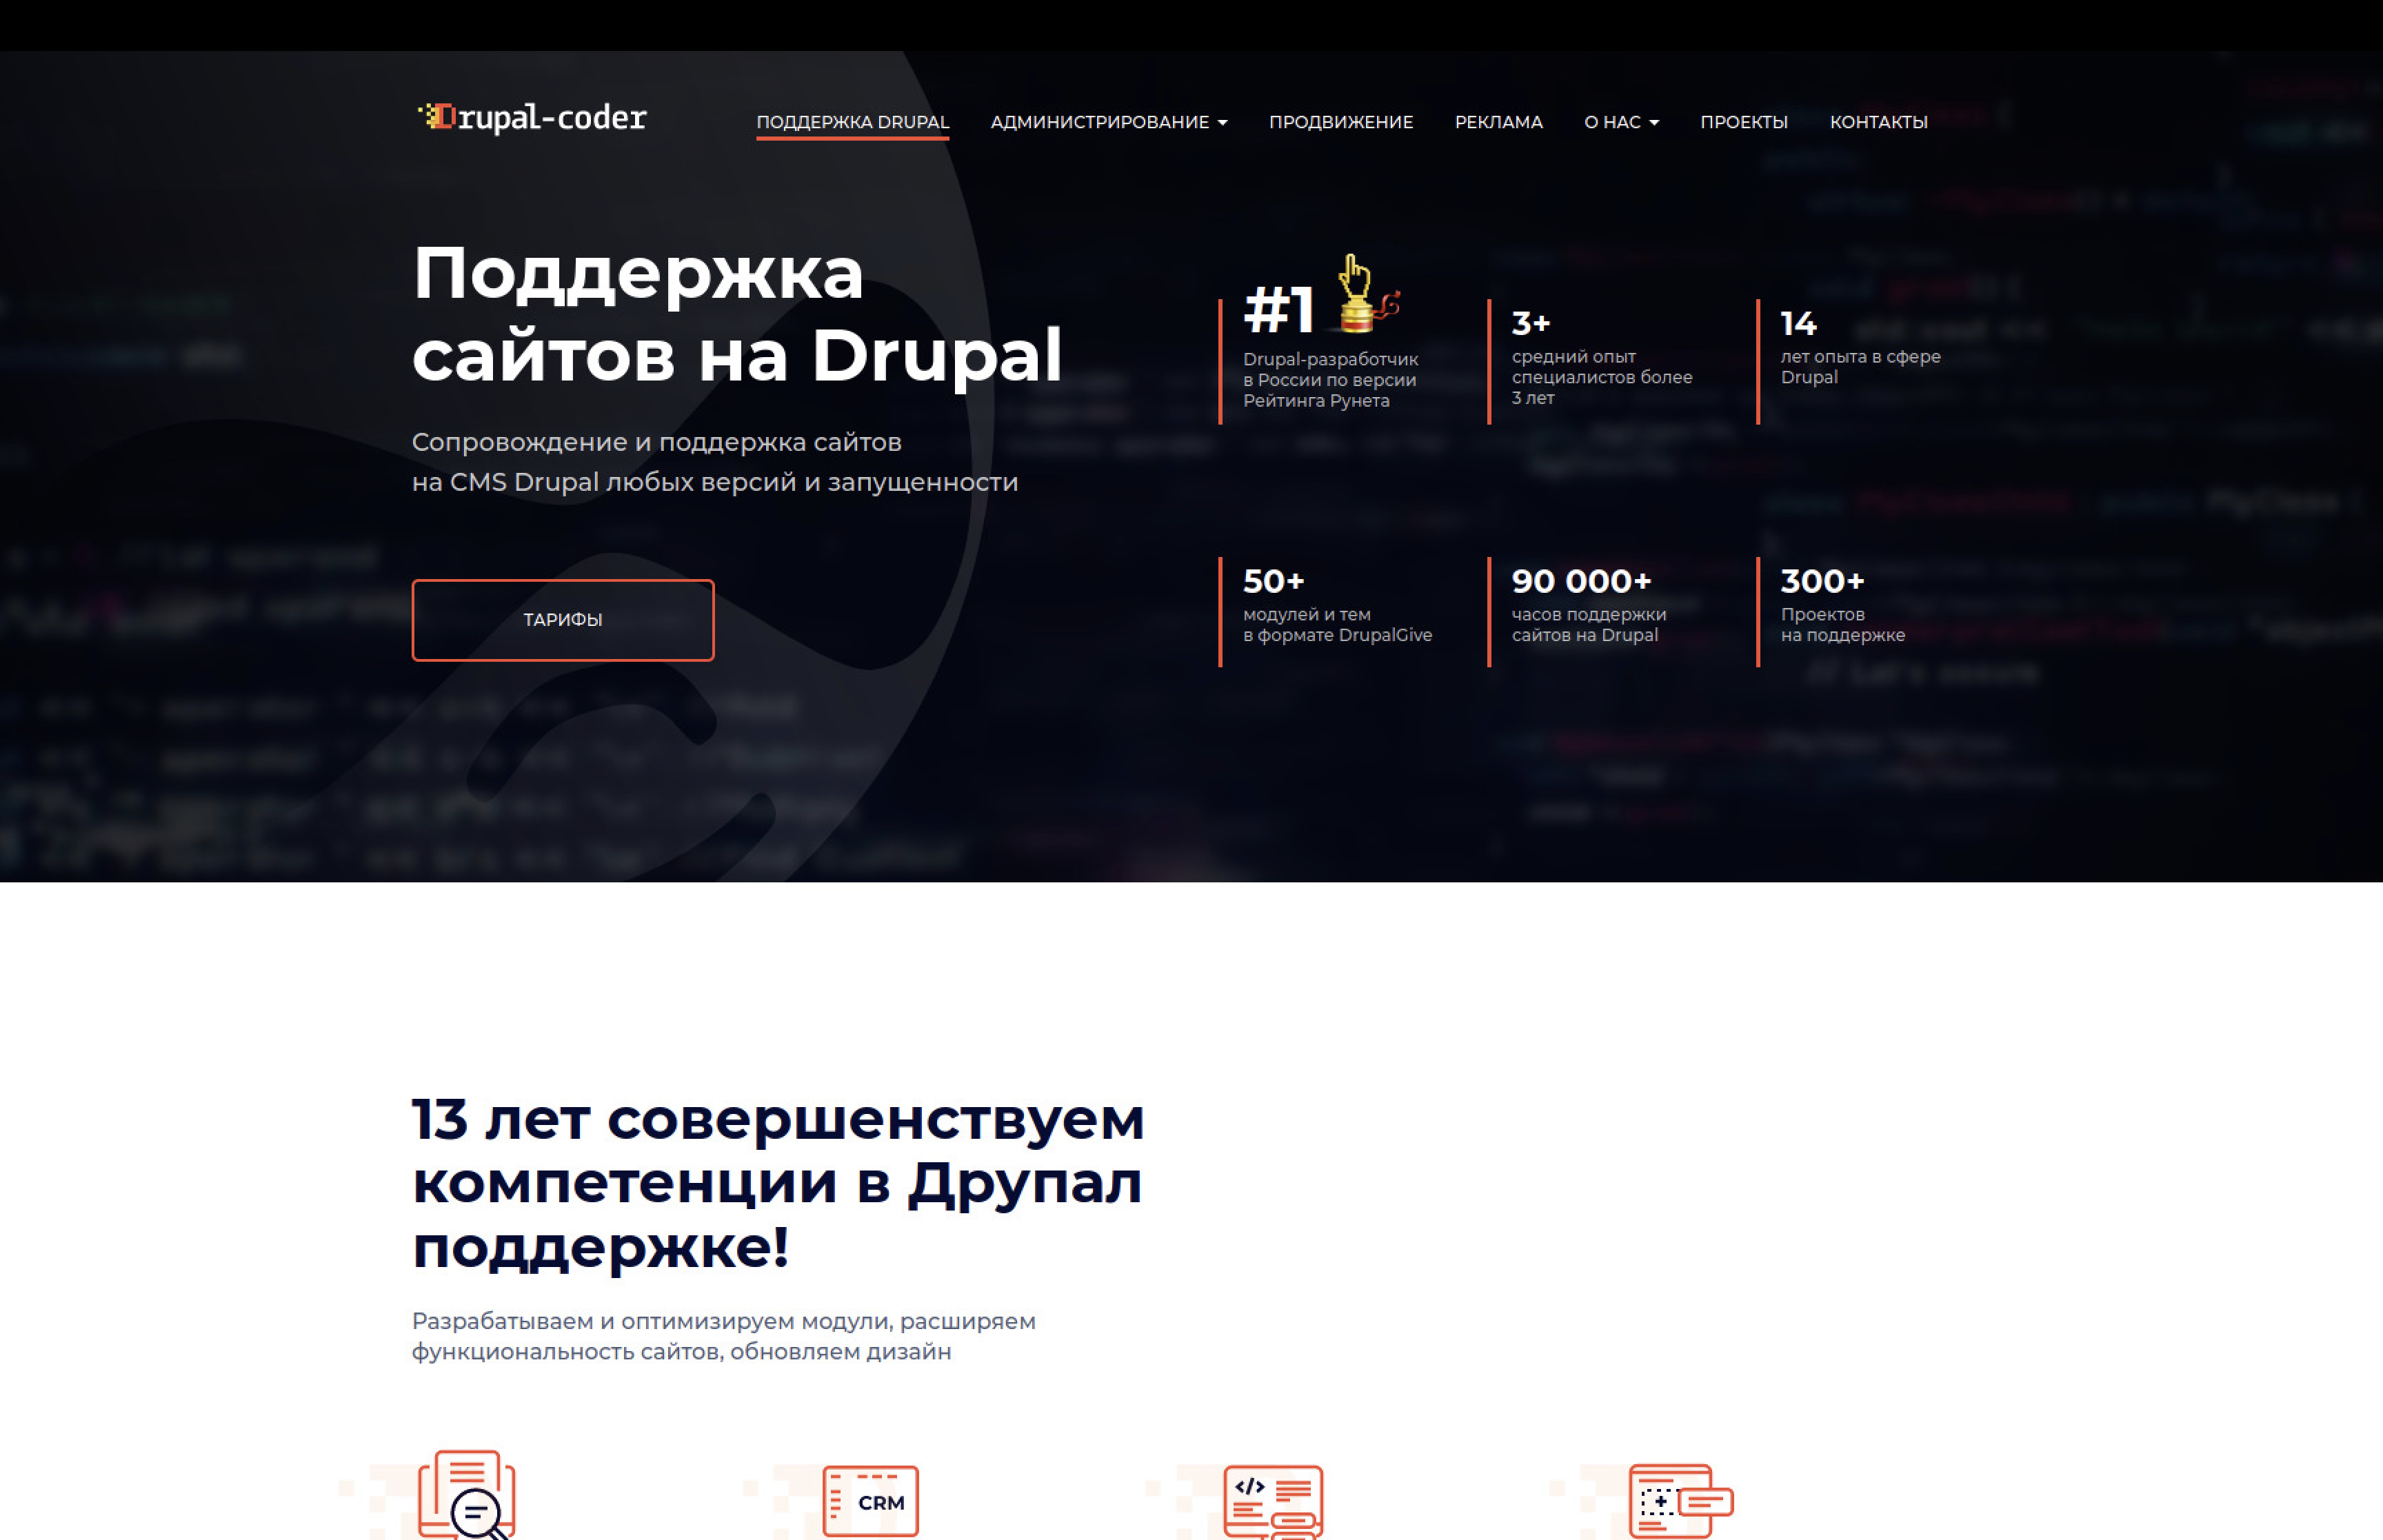 Drupal-coder
ПОДДЕРЖКА DRUPAL
АДМИНИСТРИРОВАНИЕ
ПРОДВИЖЕНИЕ
РЕКЛАМА
О НАС
ПРОЕКТЫ
КОНТАКТЫ
Поддержка
сайтов на Drupal
Сопровождение и поддержка сайтов
на CMS Drupal любых версий и запущенности
ТАРИФЫ
#1
Drupal-разработчик
в России по версии
Рейтинга Рунета
3+
средний опыт
специалистов более
3 лет
14
лет опыта в сфере
Drupal
50+
модулей и тем
в формате DrupalGive
90 000+
часов поддержки
сайтов на Drupal
300+
Проектов
на поддержке
13 лет совершенствуем
компетенции в Друпал
поддержке!
Разрабатываем и оптимизируем модули, расширяем
функциональность сайтов, обновляем дизайн
CRM